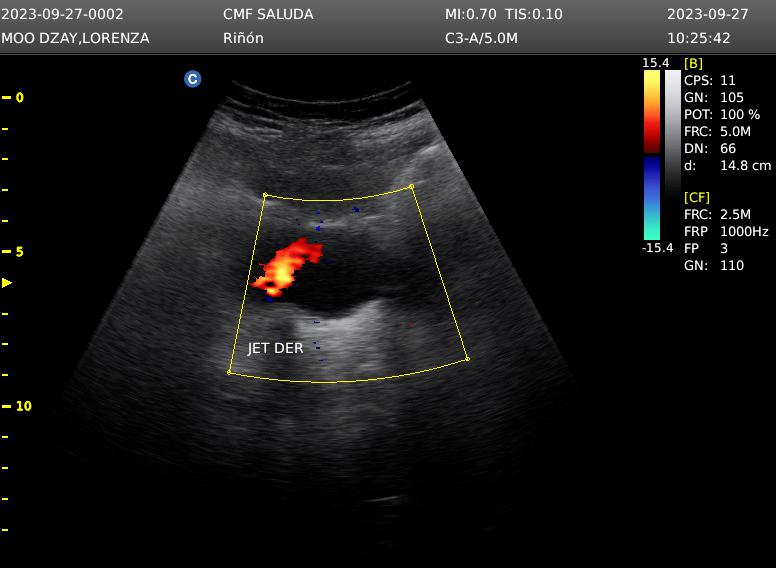 2023-09-27-0002 CMF SALUDA MI:0.70 TIS:0.10 2023-09-27
MOO DZAY,LORENZA Riñón C3-A/5.0M 10:25:42
C
15.4 [B]
CPS: 11
GN: 105
POT: 100 %
FRC: 5.0M
DN: 66
d: 14.8 cm
[CF]
FRC: 2.5M
FRP 1000Hz
-15.4 FP 3
GN: 110
0
5
10
JET DER